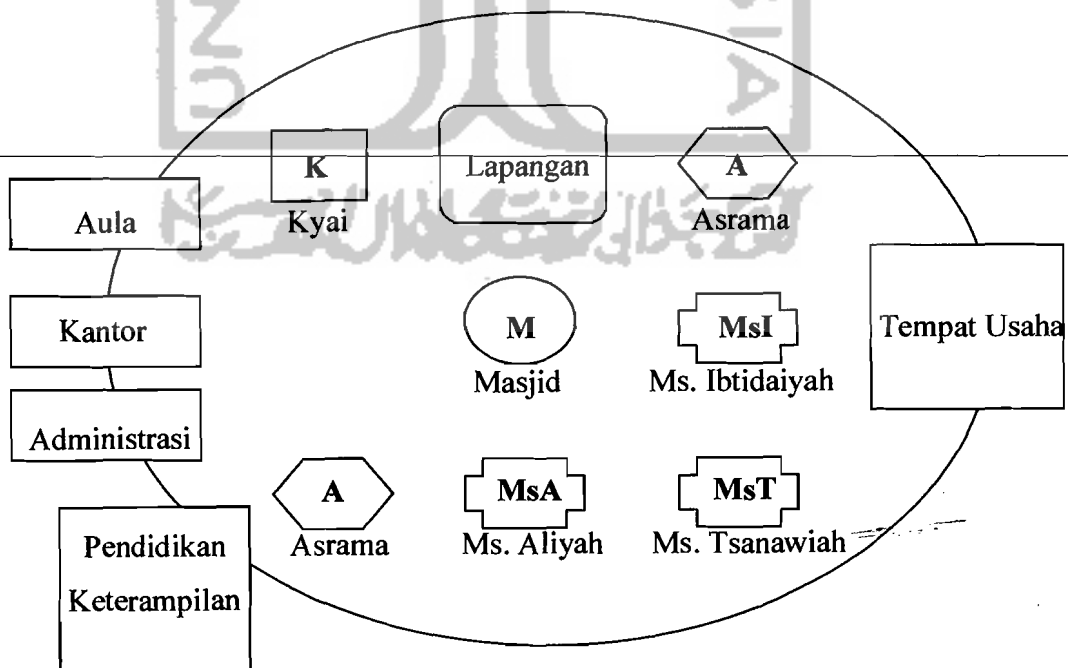 K
Lapangan
A
Aula
Kyai
Asrama
Kantor
M
MsI
Tempat Usaha
Masjid
Ms. Ibtidaiyah
Administrasi
A
MsA
MsT
Pendidikan
Keterampilan
Asrama
Ms. Aliyah
Ms. Tsanawiah